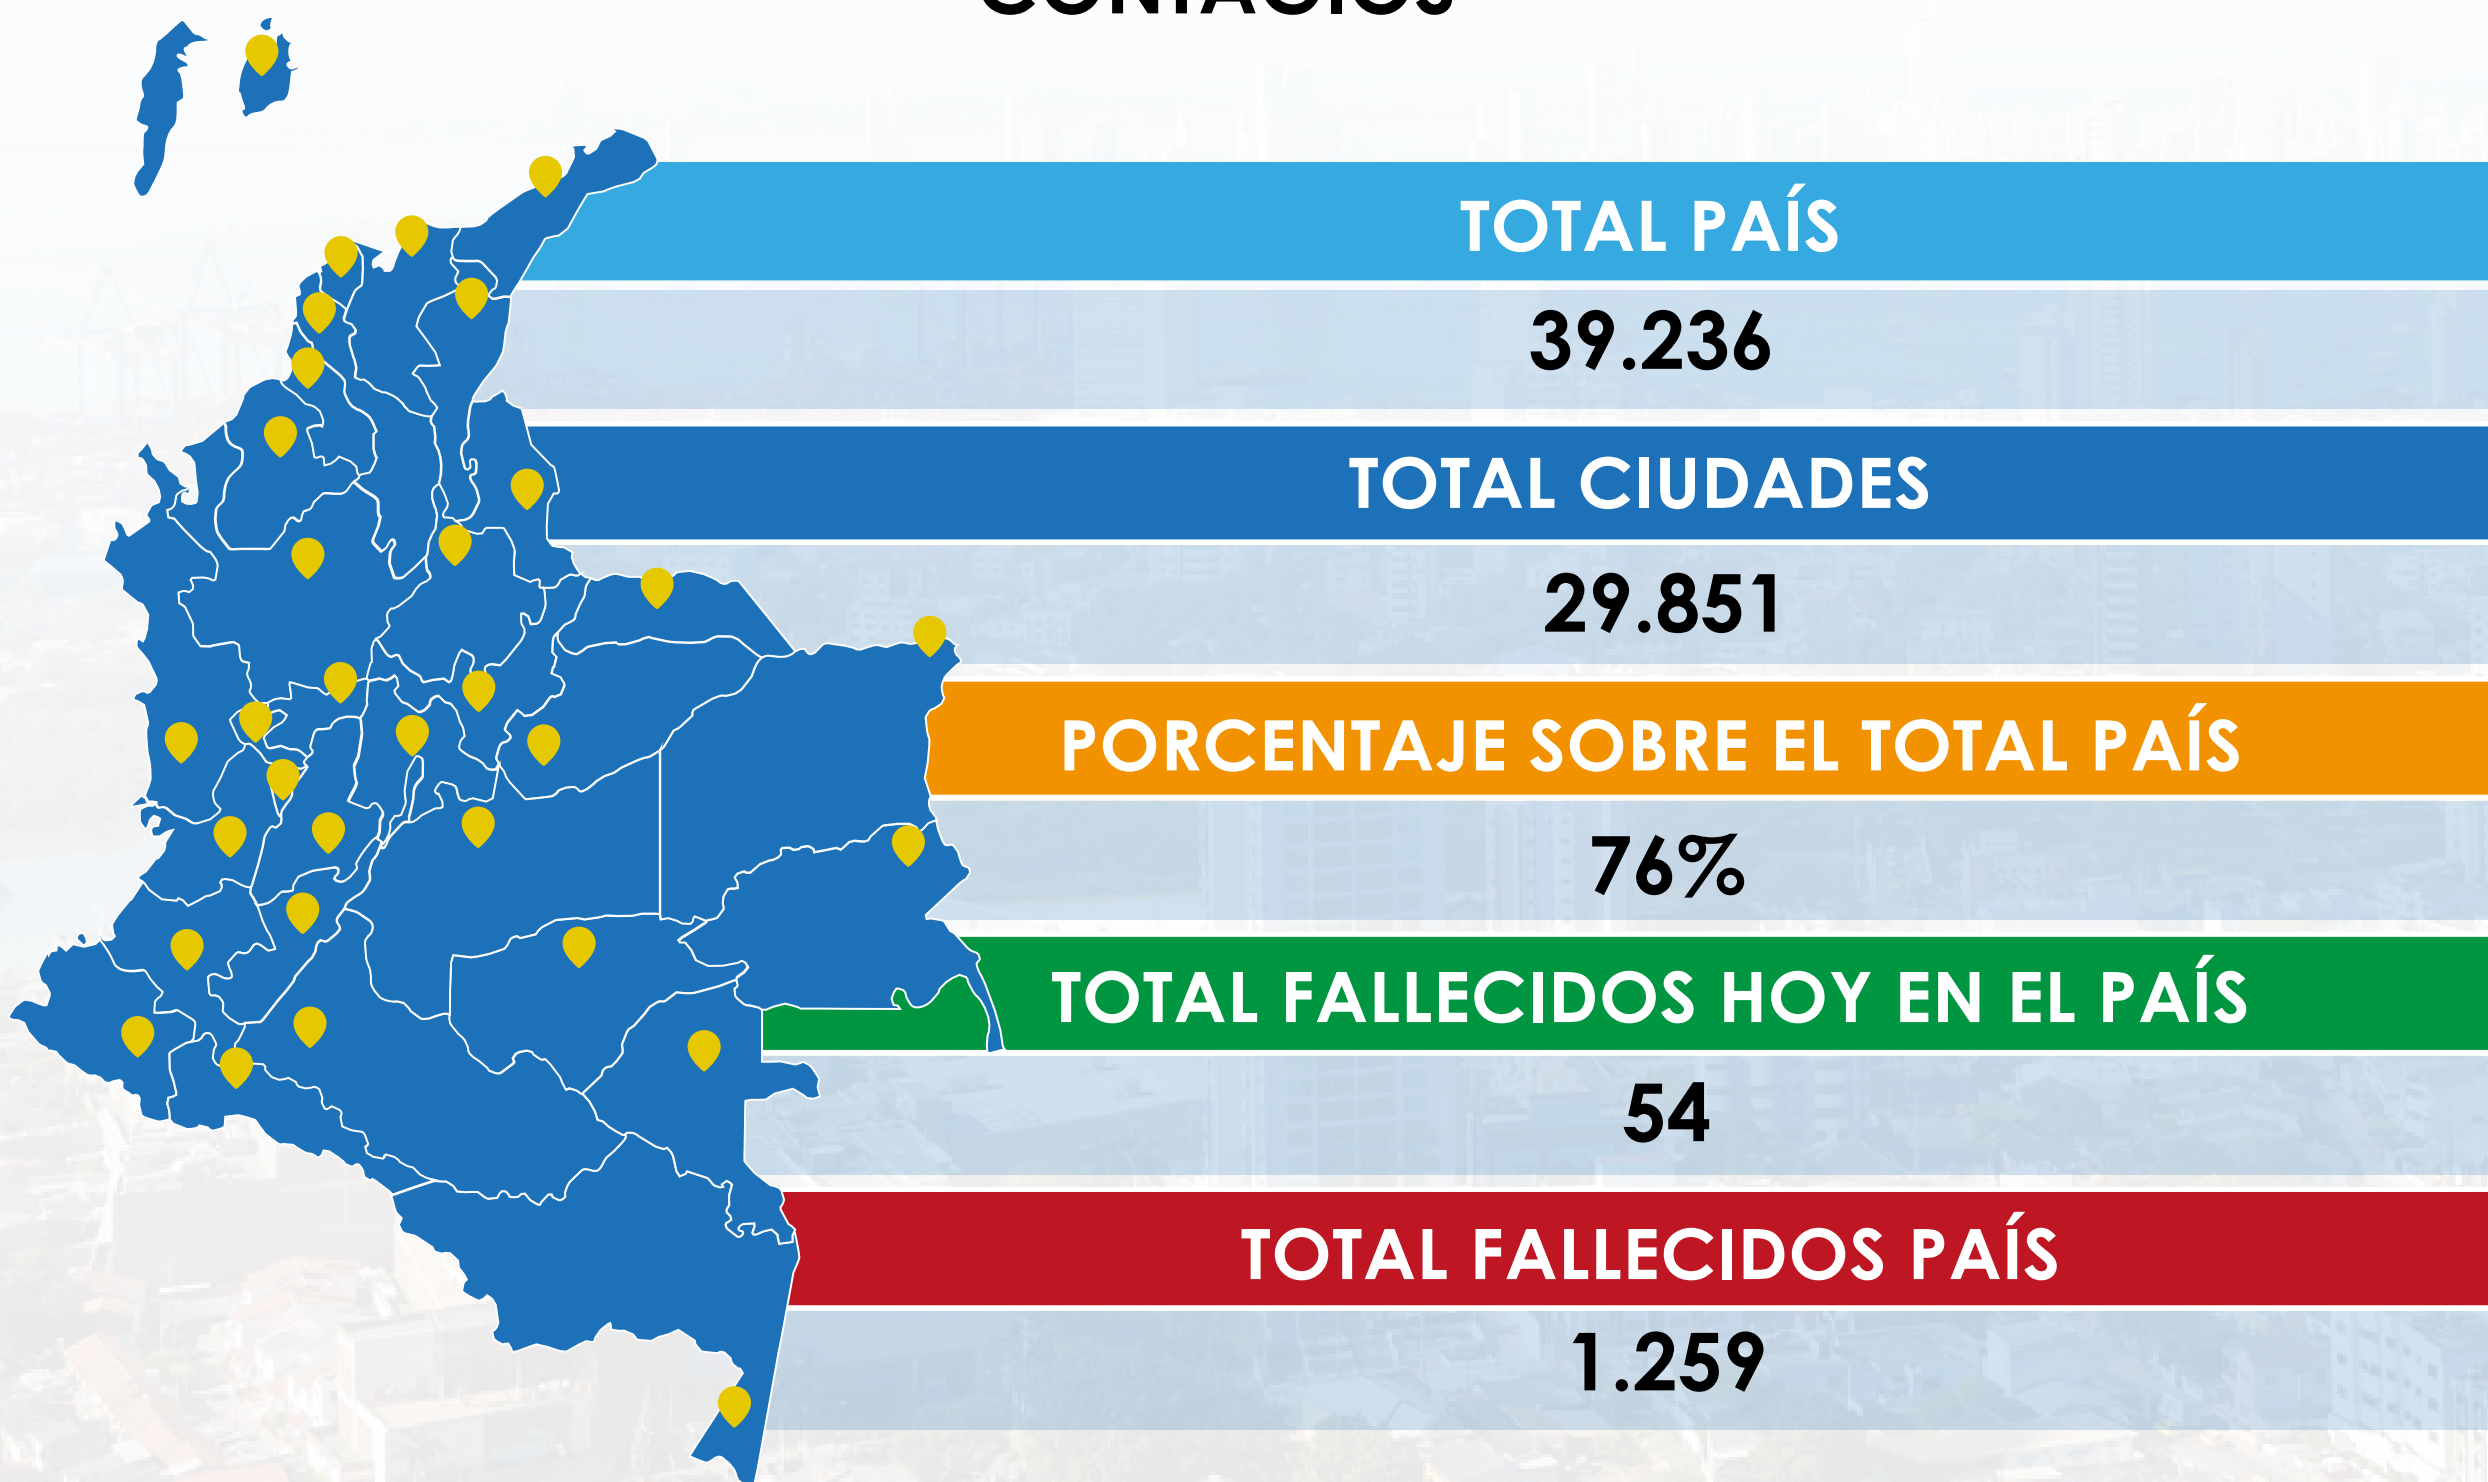 CONTAGIOS
TOTAL PAÍS
39.236
TOTAL CIUDADES
29.851
PORCENTAJE SOBRE EL TOTAL PAÍS
76%
TOTAL FALLECIDOS HOY EN EL PAÍS
54
TOTAL FALLECIDOS PAÍS
1.259